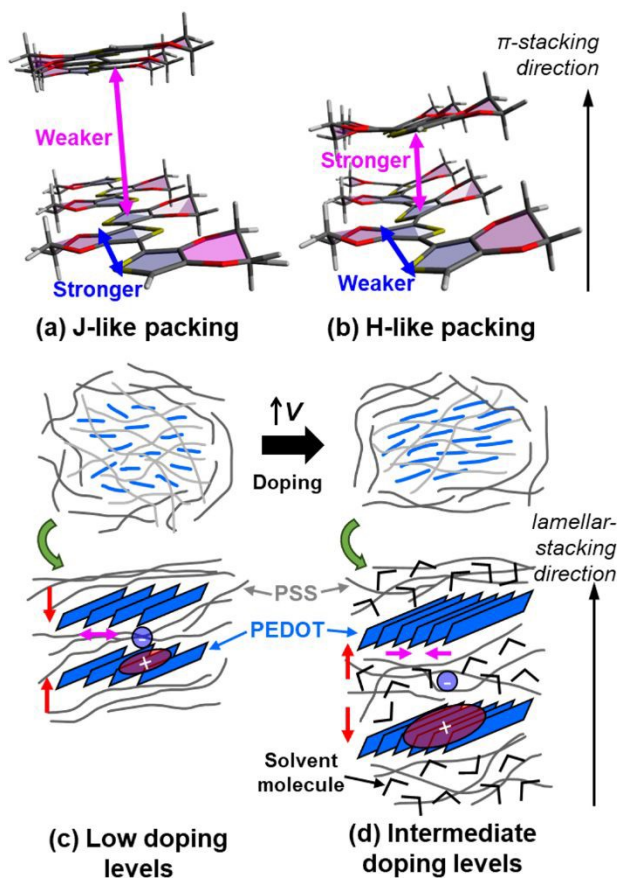 π-stacking
direction
Weaker
Stronger
Stronger
Weaker
(a) J-like packing
(b) H-like packing
↑V
Doping
lamellar-
stacking
direction
PSS
PEDOT
-
+
-
+
Solvent
molecule
(c) Low doping
levels
(d) Intermediate
doping levels